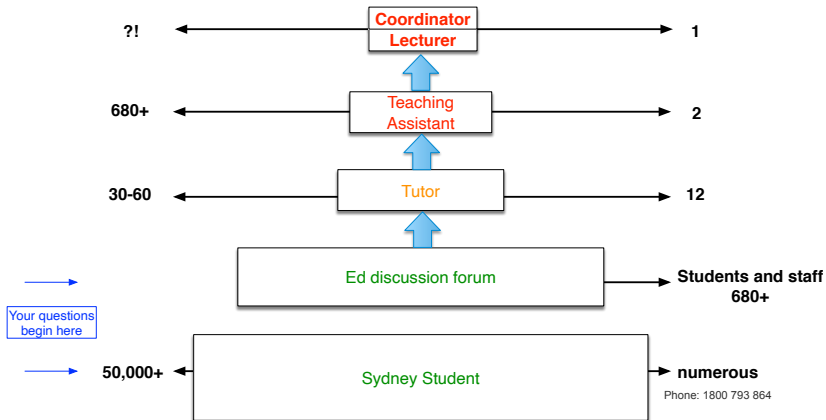 ?!
Coordinator
Lecturer
1
680+
Teaching
Assistant
2
30-60
Tutor
12
Ed discussion forum
Students and staff
680+
Your questions
begin here
50,000+
Sydney Student
numerous
Phone: 1800 793 864